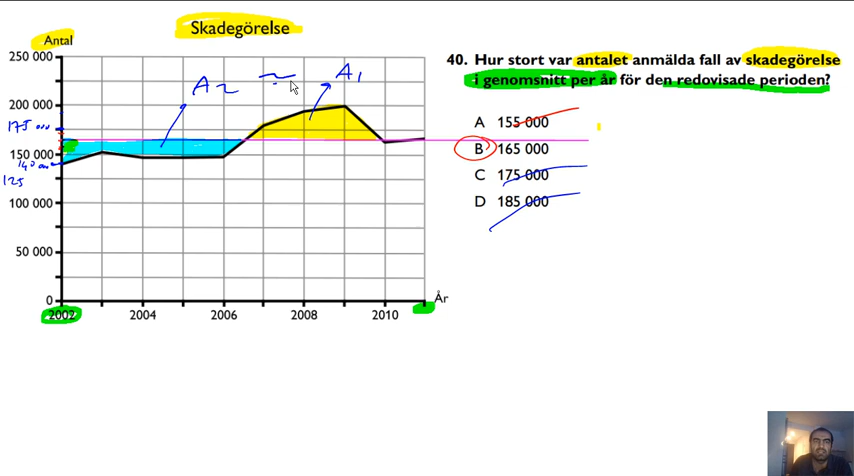 Skadegörelse
Antal
250 000
200 000
175 000
150 000
140 000
125
100 000
50 000
0
2002 2004 2006 2008 2010
År
A2 ≈ A1
40. Hur stort var antalet anmälda fall av skadegörelse
i genomsnitt per år för den redovisade perioden?
A 155 000
B 165 000
C 175 000
D 185 000